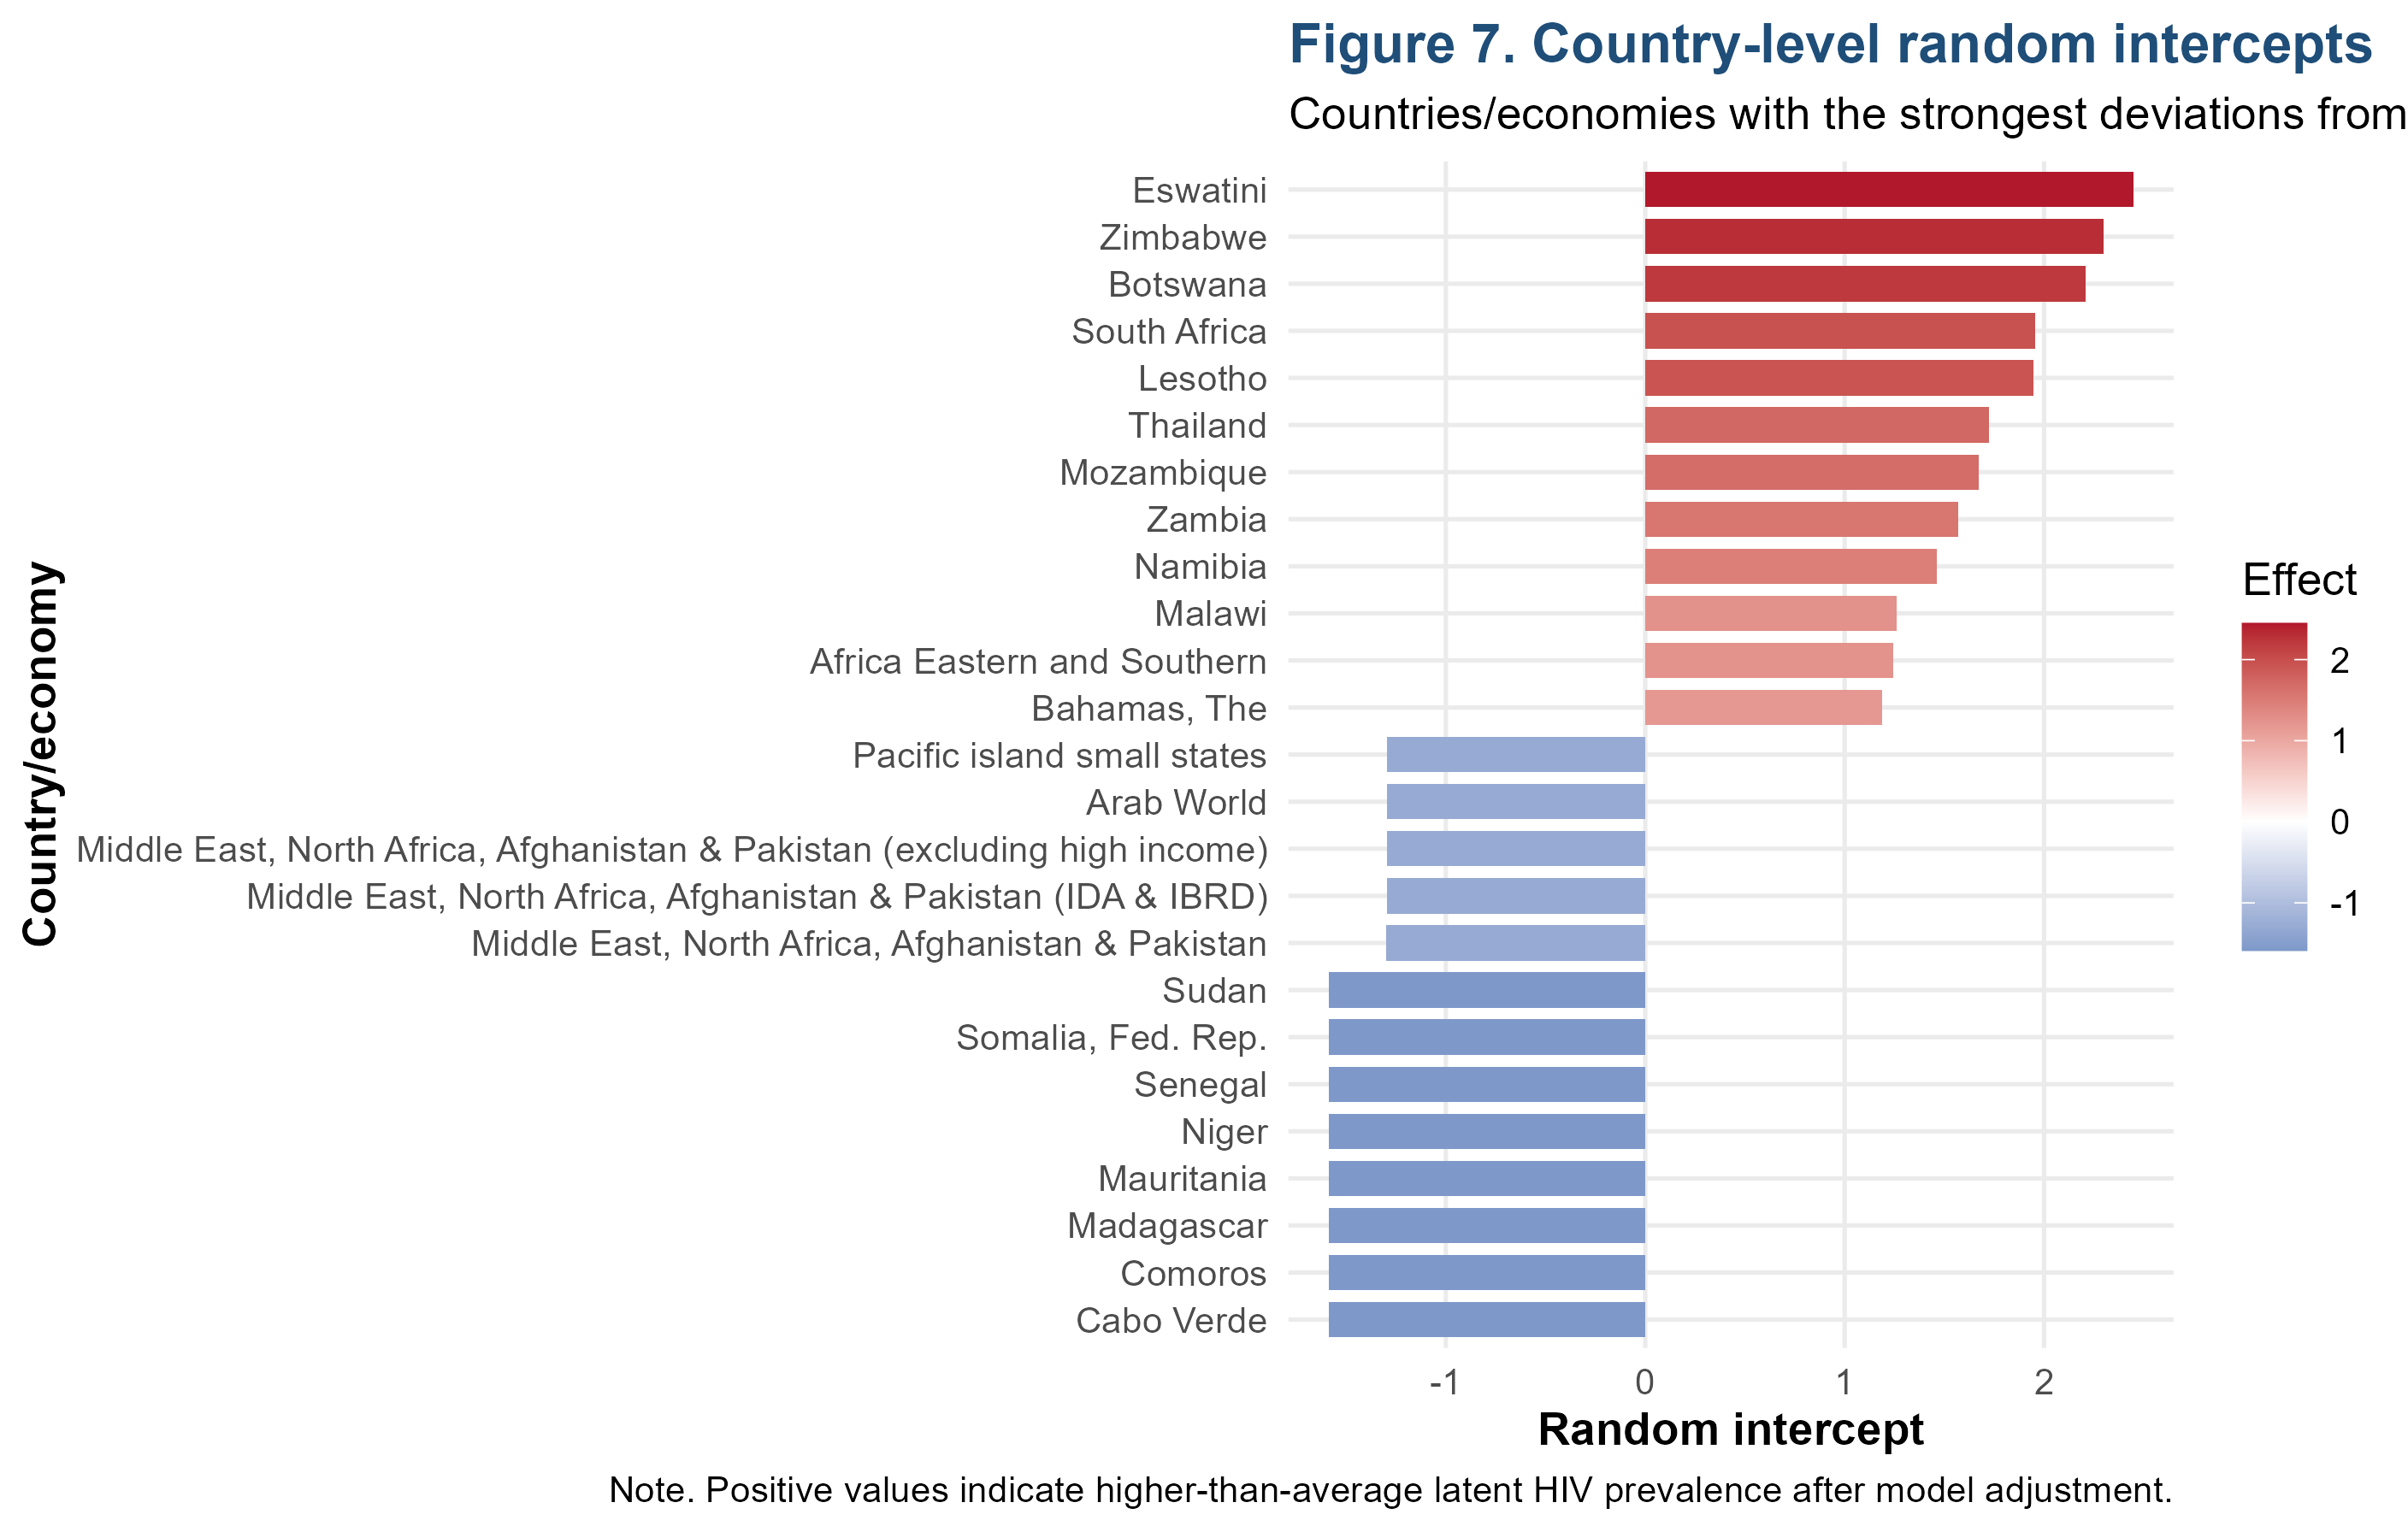 Figure 7. Country-level random intercepts
Countries/economies with the strongest deviations from
Country/economy
Eswatini
Zimbabwe
Botswana
South Africa
Lesotho
Thailand
Mozambique
Zambia
Namibia
Malawi
Africa Eastern and Southern
Bahamas, The
Pacific island small states
Arab World
Middle East, North Africa, Afghanistan & Pakistan (excluding high income)
Middle East, North Africa, Afghanistan & Pakistan (IDA & IBRD)
Middle East, North Africa, Afghanistan & Pakistan
Sudan
Somalia, Fed. Rep.
Senegal
Niger
Mauritania
Madagascar
Comoros
Cabo Verde
-1 0 1 2
Random intercept
Effect
2
1
0
-1
Note. Positive values indicate higher-than-average latent HIV prevalence after model adjustment.